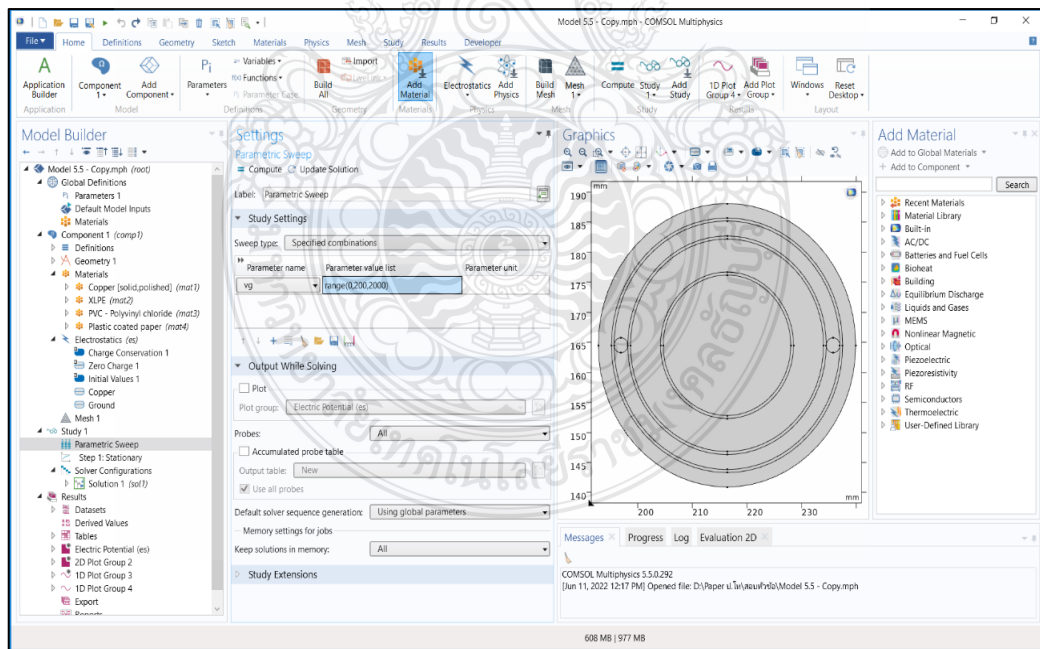 Model 5.5 - Copy.mph - COMSOL Multiphysics
File Home Definitions Geometry Sketch Materials Physics Mesh Study Results Developer
Application Builder
Component 1
Add Component
Pi Parameters
a= Variables
f(x) Functions
Pi Parameter Case
Build All
Import
LiveLink
Add Material
Electrostatics
Add Physics
Build Mesh
Mesh 1
Compute
Study 1
Add Study
1D Plot Group 4
Add Plot Group
Windows
Reset Desktop
Application Model Definitions Geometry Materials Physics Mesh Study Results Layout
Model Builder
Model 5.5 - Copy.mph (root)
Global Definitions
Pi Parameters 1
Default Model Inputs
Materials
Component 1 (comp1)
Definitions
Geometry 1
Materials
Copper [solid,polished] (mat1)
XLPE (mat2)
PVC - Polyvinyl chloride (mat3)
Plastic coated paper (mat4)
Electrostatics (es)
Charge Conservation 1
Zero Charge 1
Initial Values 1
Copper
Ground
Mesh 1
Study 1
Parametric Sweep
Step 1: Stationary
Solver Configurations
Solution 1 (sol1)
Results
Datasets
Derived Values
Tables
Electric Potential (es)
2D Plot Group 2
1D Plot Group 3
1D Plot Group 4
Export
Reports
Settings
Parametric Sweep
= Compute Update Solution
Label: Parametric Sweep
Study Settings
Sweep type: Specified combinations
Parameter name Parameter value list Parameter unit
vg range(0,200,2000)
Output While Solving
Plot
Plot group: Electric Potential (es)
Probes: All
Accumulated probe table
Output table: New
Use all probes
Default solver sequence generation: Using global parameters
Memory settings for jobs
Keep solutions in memory: All
Study Extensions
Graphics
mm
190
185
180
175
170
165
160
155
150
145
140
mm
200 210 220 230
Messages Progress Log Evaluation 2D
COMSOL Multiphysics 5.5.0.292
[Jun 11, 2022 12:17 PM] Opened file: D:\Paper ป.โท\สอบหัวข้อ\Model 5.5 - Copy.mph
Add Material
Add to Global Materials
+ Add to Component
Search
Recent Materials
Material Library
Built-in
AC/DC
Batteries and Fuel Cells
Bioheat
Building
Equilibrium Discharge
Liquids and Gases
MEMS
Nonlinear Magnetic
Optical
Piezoelectric
Piezoresistivity
RF
Semiconductors
Thermoelectric
User-Defined Library
608 MB | 977 MB